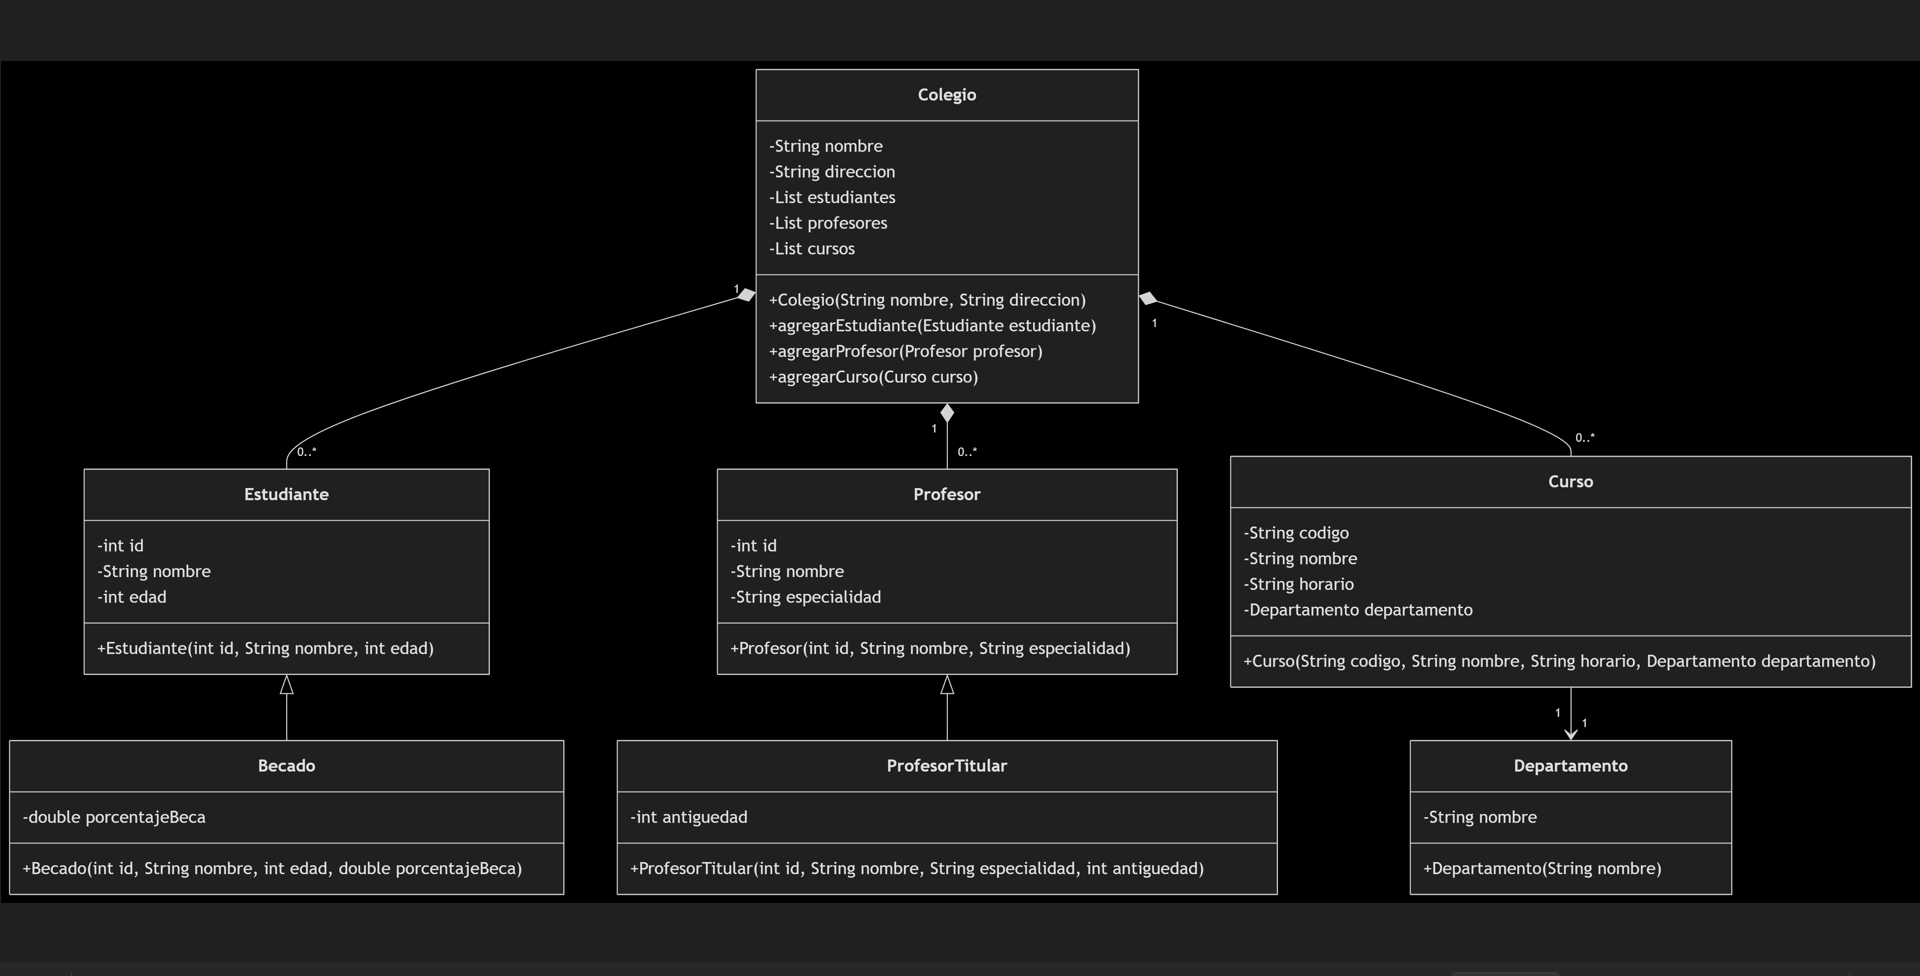 Colegio
-String nombre
-String direccion
-List estudiantes
-List profesores
-List cursos
+Colegio(String nombre, String direccion)
+agregarEstudiante(Estudiante estudiante)
+agregarProfesor(Profesor profesor)
+agregarCurso(Curso curso)
1
1
1
0..*
0..*
0..*
Estudiante
-int id
-String nombre
-int edad
+Estudiante(int id, String nombre, int edad)
Profesor
-int id
-String nombre
-String especialidad
+Profesor(int id, String nombre, String especialidad)
Curso
-String codigo
-String nombre
-String horario
-Departamento departamento
+Curso(String codigo, String nombre, String horario, Departamento departamento)
1
1
Becado
-double porcentajeBeca
+Becado(int id, String nombre, int edad, double porcentajeBeca)
ProfesorTitular
-int antiguedad
+ProfesorTitular(int id, String nombre, String especialidad, int antiguedad)
Departamento
-String nombre
+Departamento(String nombre)